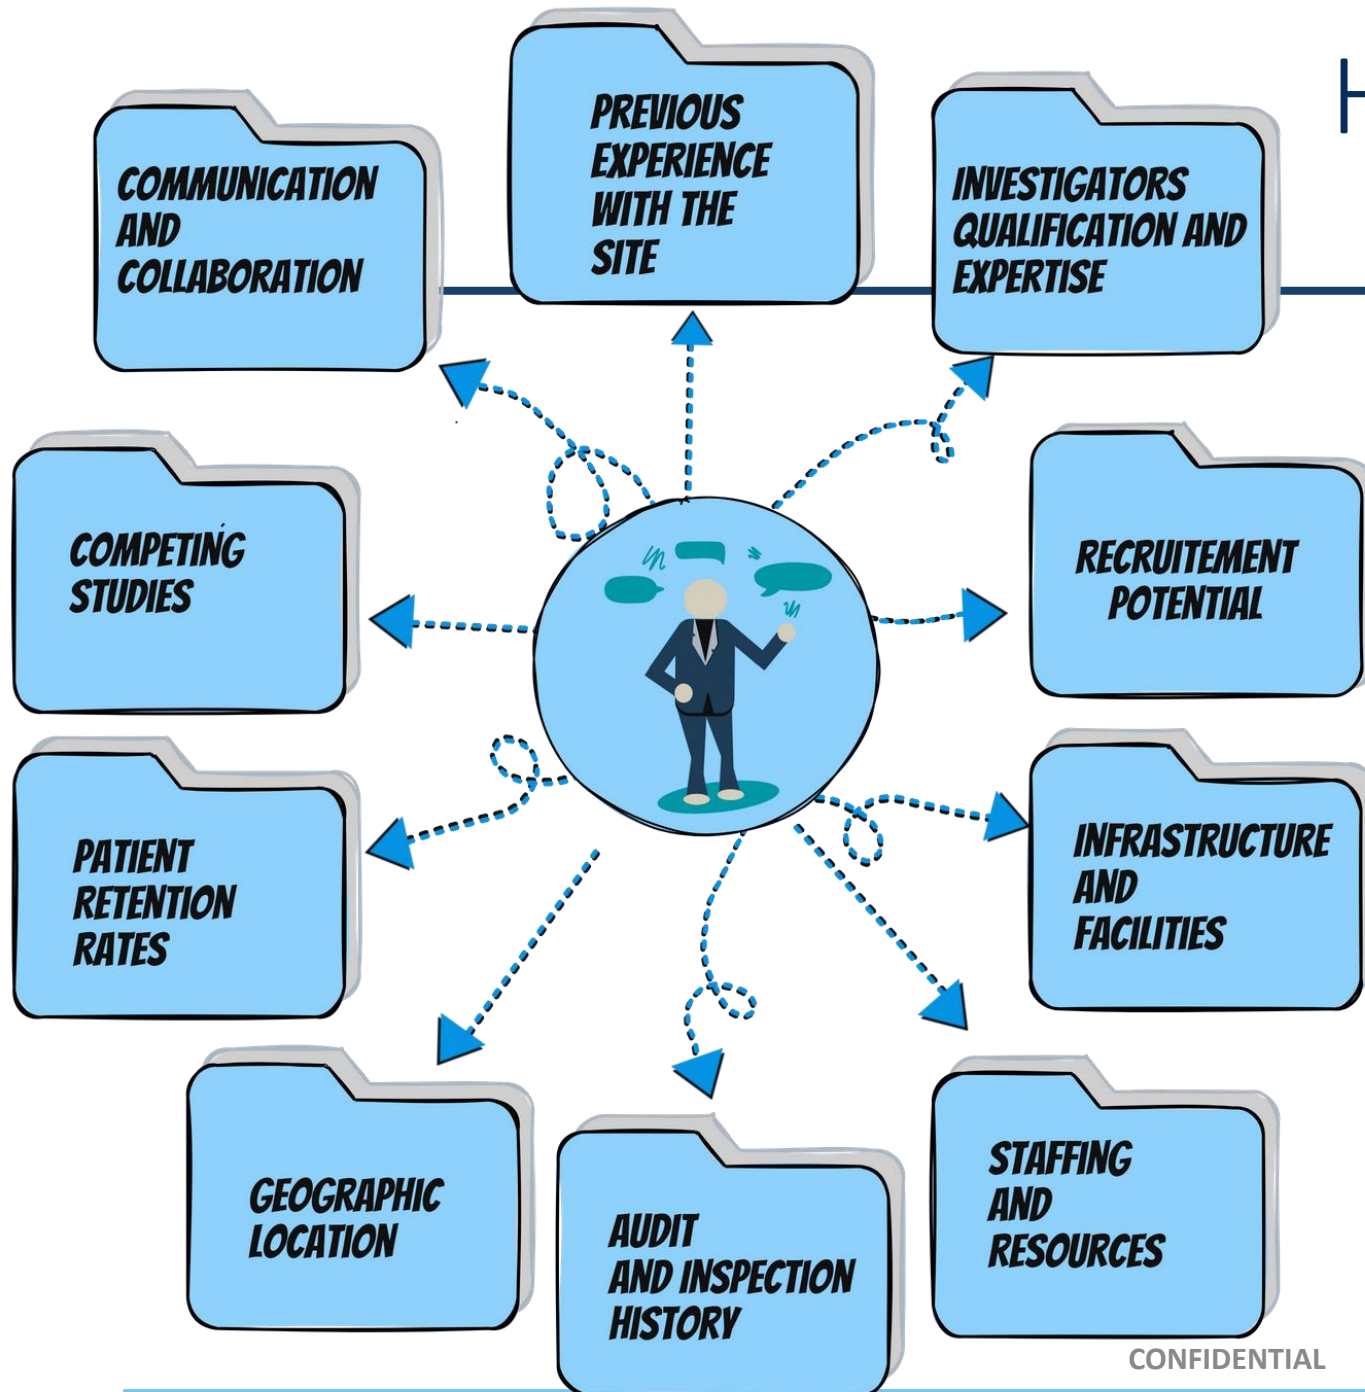 H
PREVIOUS
EXPERIENCE
WITH THE
SITE
COMMUNICATION
AND
COLLABORATION
INVESTIGATORS
QUALIFICATION AND
EXPERTISE
COMPETING
STUDIES
RECRUITEMENT
POTENTIAL
PATIENT
RETENTION
RATES
INFRASTRUCTURE
AND
FACILITIES
GEOGRAPHIC
LOCATION
AUDIT
AND INSPECTION
HISTORY
STAFFING
AND
RESOURCES
CONFIDENTIAL